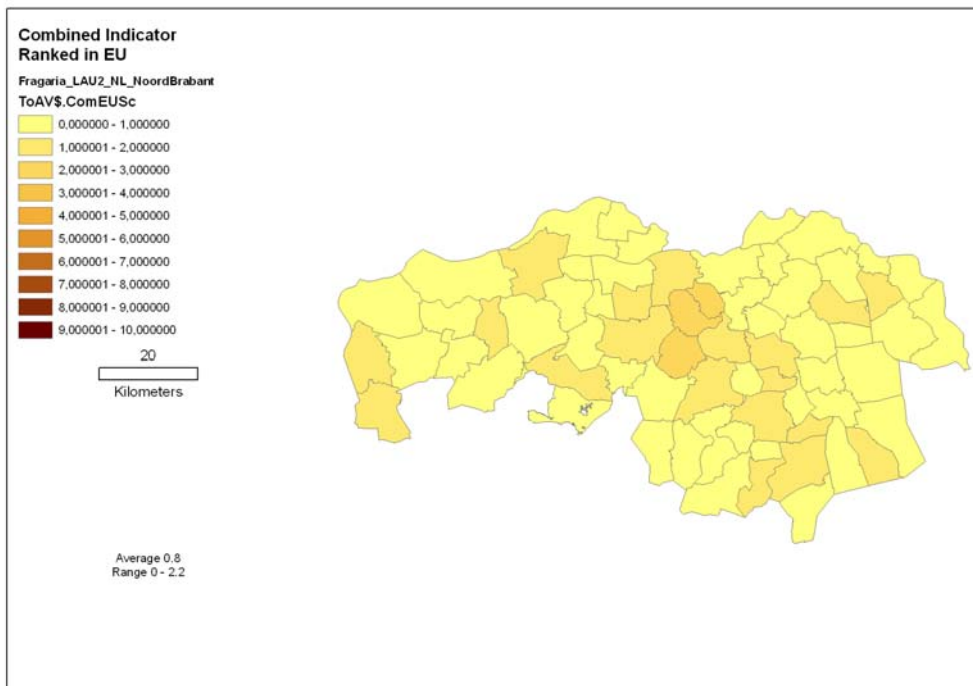 Combined Indicator
Ranked in EU
Fragaria_LAU2_NL_NoordBrabant
ToAV$.ComEUSc
0,000000 - 1,000000
1,000001 - 2,000000
2,000001 - 3,000000
3,000001 - 4,000000
4,000001 - 5,000000
5,000001 - 6,000000
6,000001 - 7,000000
7,000001 - 8,000000
8,000001 - 9,000000
9,000001 - 10,000000
20
Kilometers
Average 0.8
Range 0 - 2.2